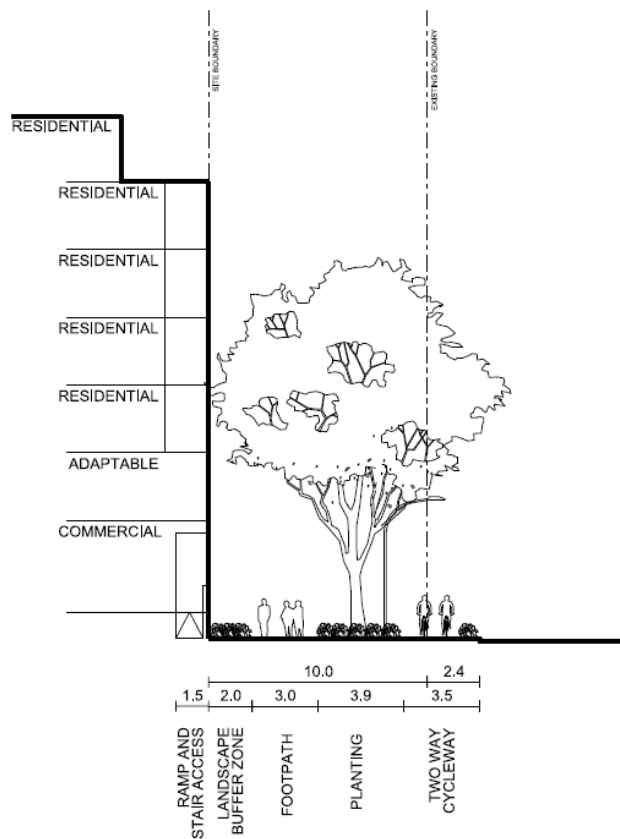 SITE BOUNDARY
EXISTING BOUNDARY
RESIDENTIAL
RESIDENTIAL
RESIDENTIAL
RESIDENTIAL
RESIDENTIAL
ADAPTABLE
COMMERCIAL
10.0 2.4
1.5 2.0 3.0 3.9 3.5
RAMP AND
STAIR ACCESS
LANDSCAPE
BUFFER ZONE
FOOTPATH
PLANTING
TWO WAY
CYCLEWAY